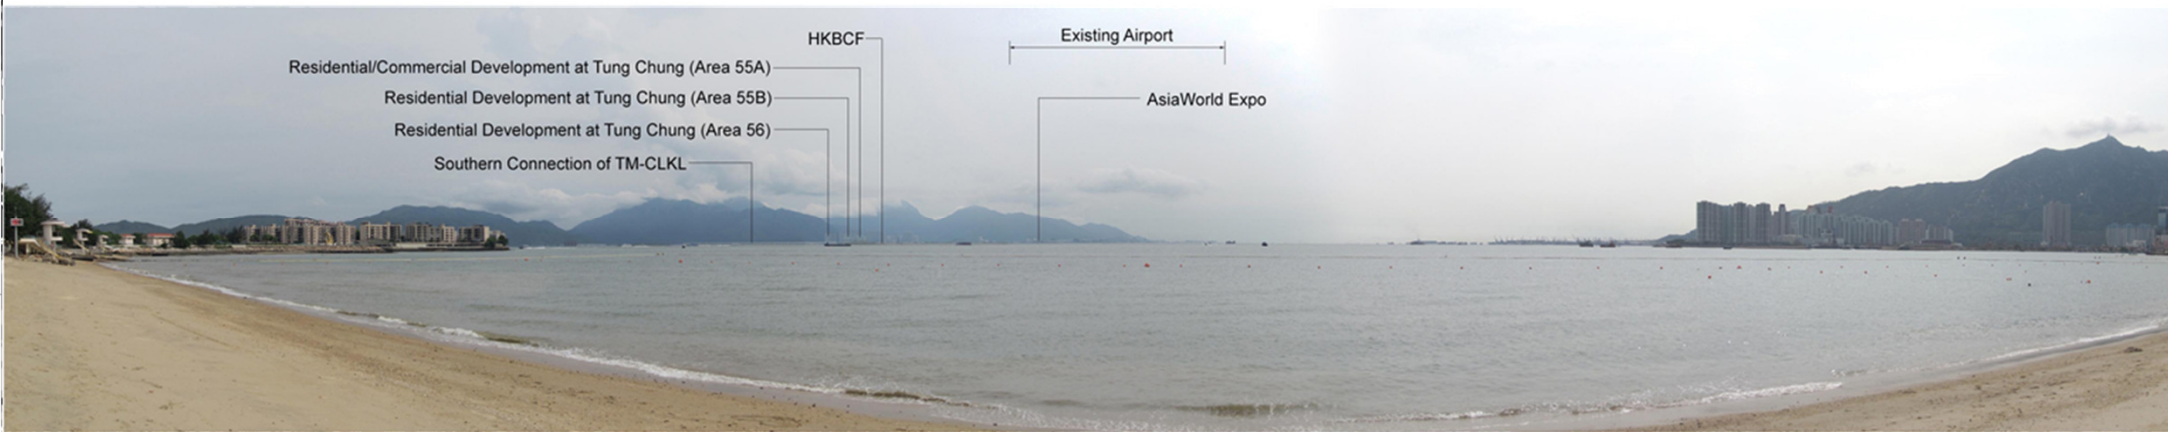 HKBCF
Existing Airport
Residential/Commercial Development at Tung Chung (Area 55A)
Residential Development at Tung Chung (Area 55B)
AsiaWorld Expo
Residential Development at Tung Chung (Area 56)
Southern Connection of TM-CLKL